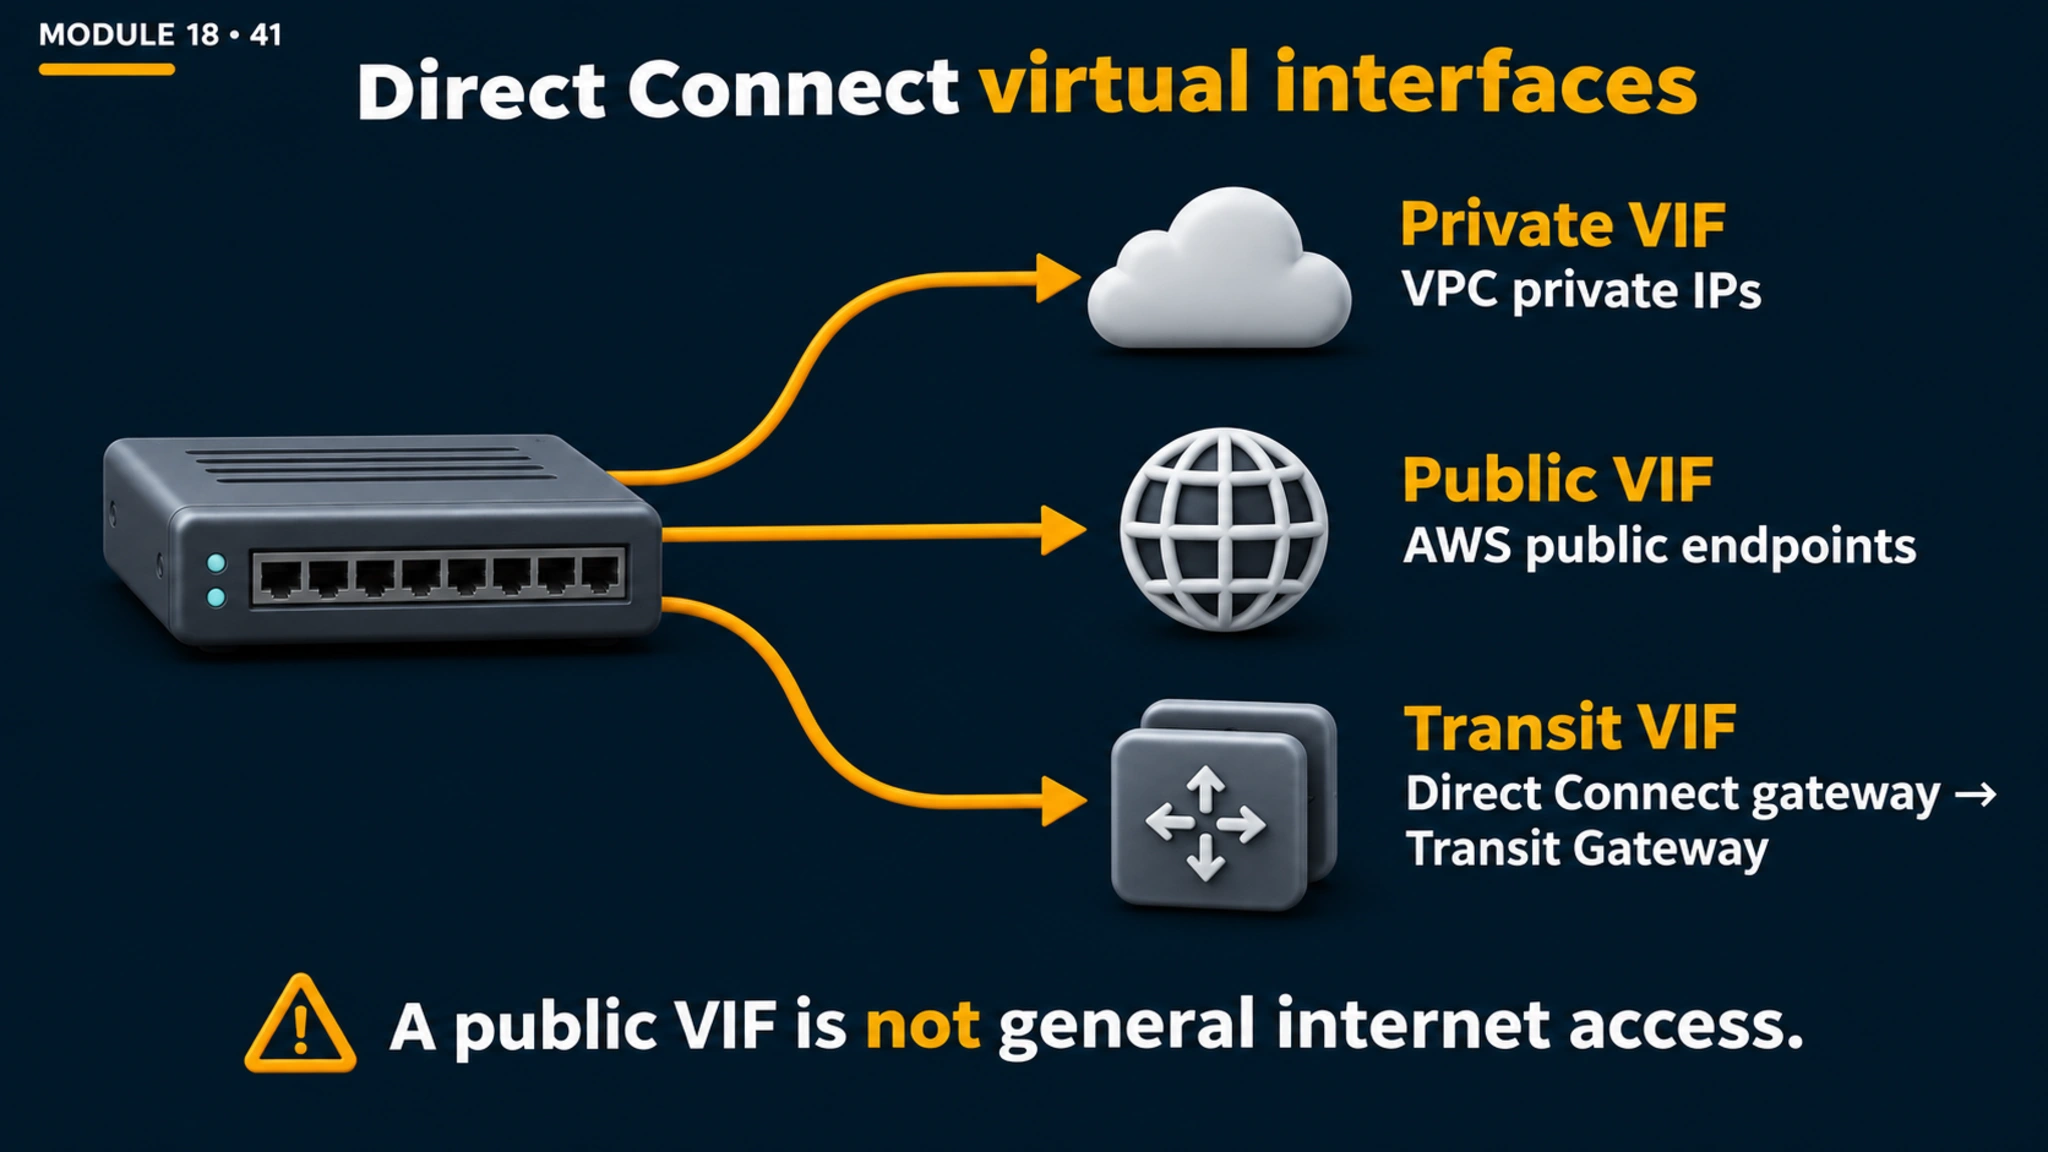 MODULE 18 • 41
Direct Connect virtual interfaces
Private VIF
VPC private IPs
Public VIF
AWS public endpoints
Transit VIF
Direct Connect gateway →
Transit Gateway
A public VIF is not general internet access.